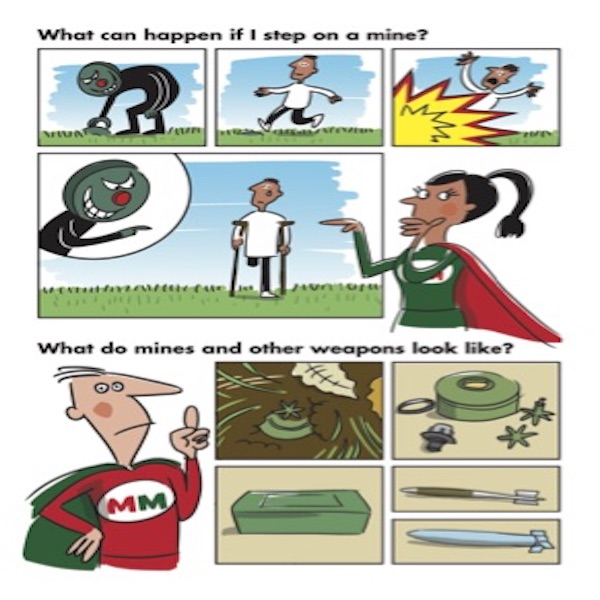 What can happen if I step on a mine?
What do mines and other weapons look like?
MM